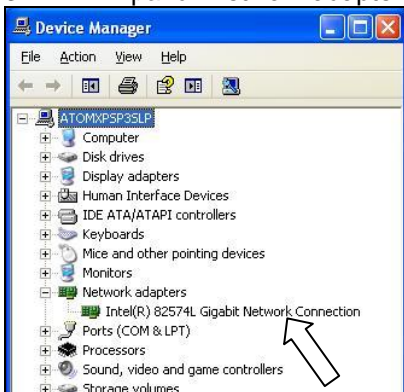 Device Manager
File Action View Help
ATOMXPSP3SLP
Computer
Disk drives
Display adapters
Human Interface Devices
IDE ATA/ATAPI controllers
Keyboards
Mice and other pointing devices
Monitors
Network adapters
Intel(R) 82574L Gigabit Network Connection
Ports (COM & LPT)
Processors
Sound, video and game controllers
Storage volumes